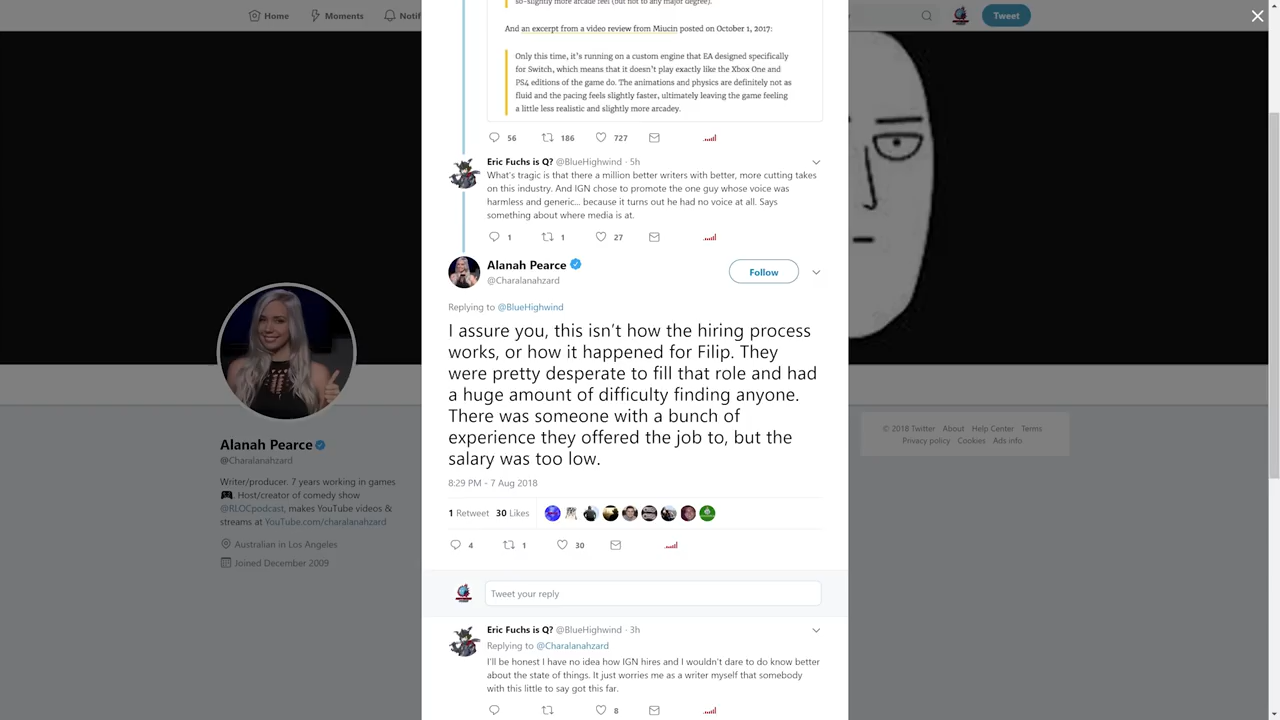 Home
Moments
Notif
Tweet
so-slightly more arcade feel (but not to any major degree).
And an excerpt from a video review from Miucin posted on October 1, 2017:
Only this time, it's running on a custom engine that EA designed specifically
for Switch, which means that it doesn't play exactly like the Xbox One and
PS4 editions of the game do. The animations and physics are definitely not as
fluid and the pacing feels slightly faster, ultimately leaving the game feeling
a little less realistic and slightly more arcadey.
56 186 727
Eric Fuchs is Q? @BlueHighwind · 5h
What's tragic is that there a million better writers with better, more cutting takes
on this industry. And IGN chose to promote the one guy whose voice was
harmless and generic... because it turns out he had no voice at all. Says
something about where media is at.
1 1 27
Alanah Pearce
@Charalanahzard
Follow
Replying to @BlueHighwind
I assure you, this isn't how the hiring process
works, or how it happened for Filip. They
were pretty desperate to fill that role and had
a huge amount of difficulty finding anyone.
There was someone with a bunch of
experience they offered the job to, but the
salary was too low.
8:29 PM - 7 Aug 2018
1 Retweet 30 Likes
4 1 30
Tweet your reply
Eric Fuchs is Q? @BlueHighwind · 3h
Replying to @Charalanahzard
I'll be honest I have no idea how IGN hires and I wouldn't dare to do know better
about the state of things. It just worries me as a writer myself that somebody
with this little to say got this far.
8
Alanah Pearce
@Charalanahzard
Writer/producer. 7 years working in games
🎮. Host/creator of comedy show
@RLOCpodcast, makes YouTube videos &
streams at YouTube.com/charalanahzard
Australian in Los Angeles
Joined December 2009
© 2018 Twitter About Help Center Terms
Privacy policy Cookies Ads info